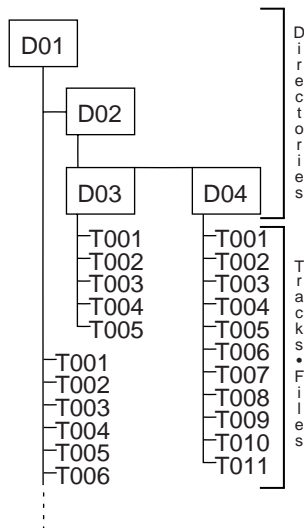 D01
D02
D03
D04
Directories
T001
T002
T003
T004
T005
T001
T002
T003
T004
T005
T006
T007
T008
T009
T010
T011
T001
T002
T003
T004
T005
T006
Tracks•Files